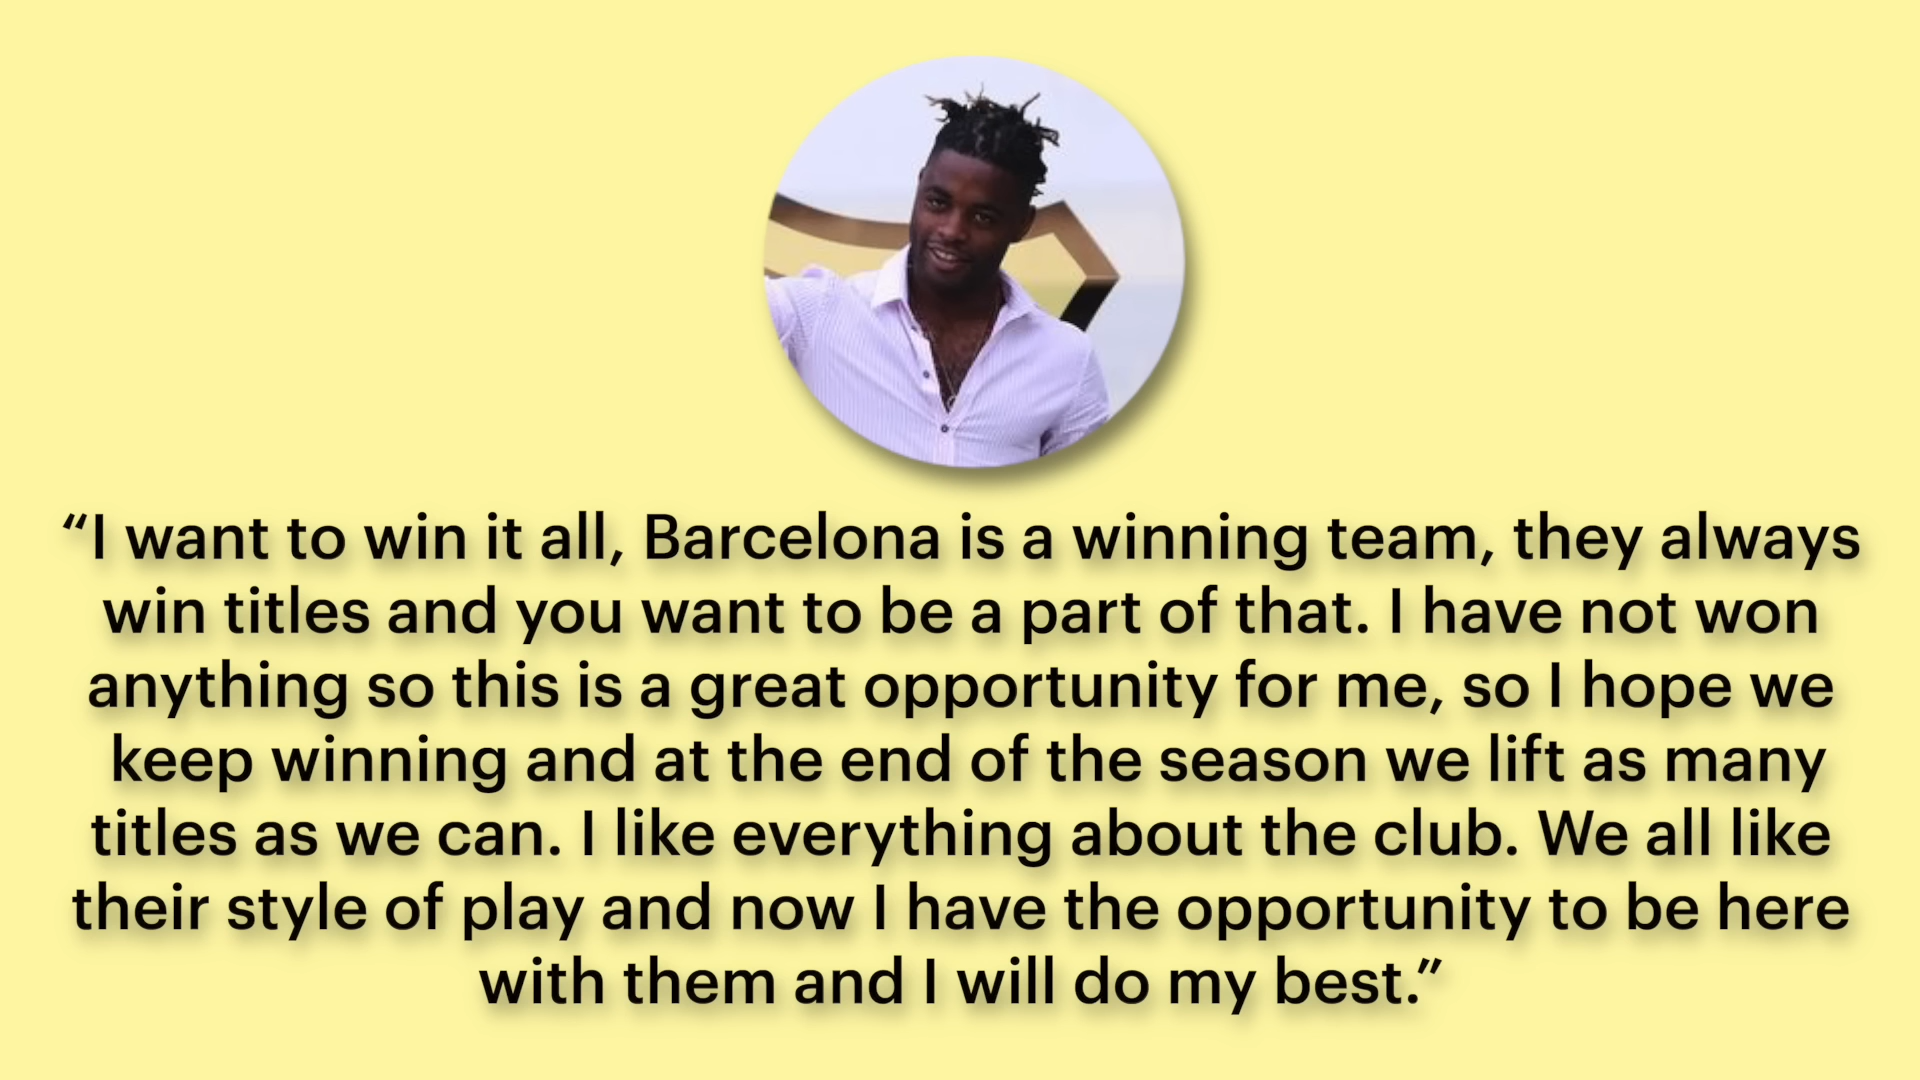 “I want to win it all, Barcelona is a winning team, they always
win titles and you want to be a part of that. I have not won
anything so this is a great opportunity for me, so I hope we
keep winning and at the end of the season we lift as many
titles as we can. I like everything about the club. We all like
their style of play and now I have the opportunity to be here
with them and I will do my best.”